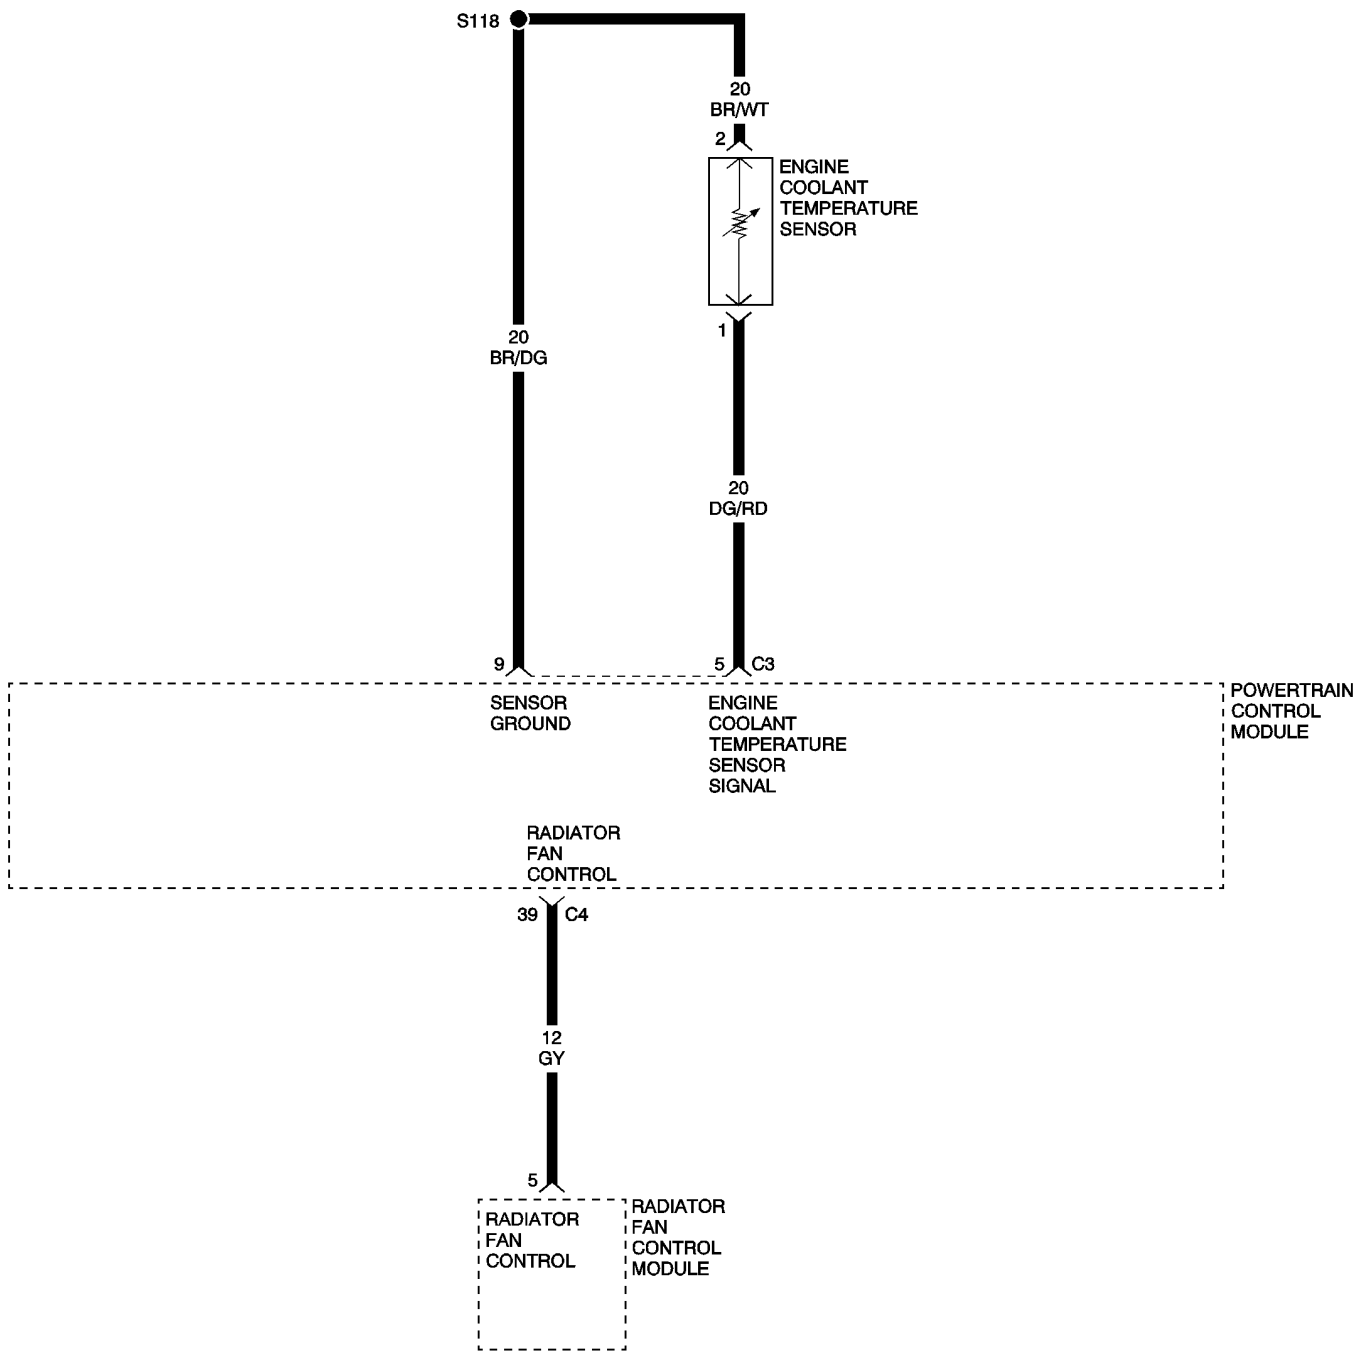 S118
20
BR/WT
2
ENGINE
COOLANT
TEMPERATURE
SENSOR
1
20
BR/DG
20
DG/RD
9
5
C3
SENSOR
GROUND
ENGINE
COOLANT
TEMPERATURE
SENSOR
SIGNAL
POWERTRAIN
CONTROL
MODULE
RADIATOR
FAN
CONTROL
39
C4
12
GY
5
RADIATOR
FAN
CONTROL
RADIATOR
FAN
CONTROL
MODULE